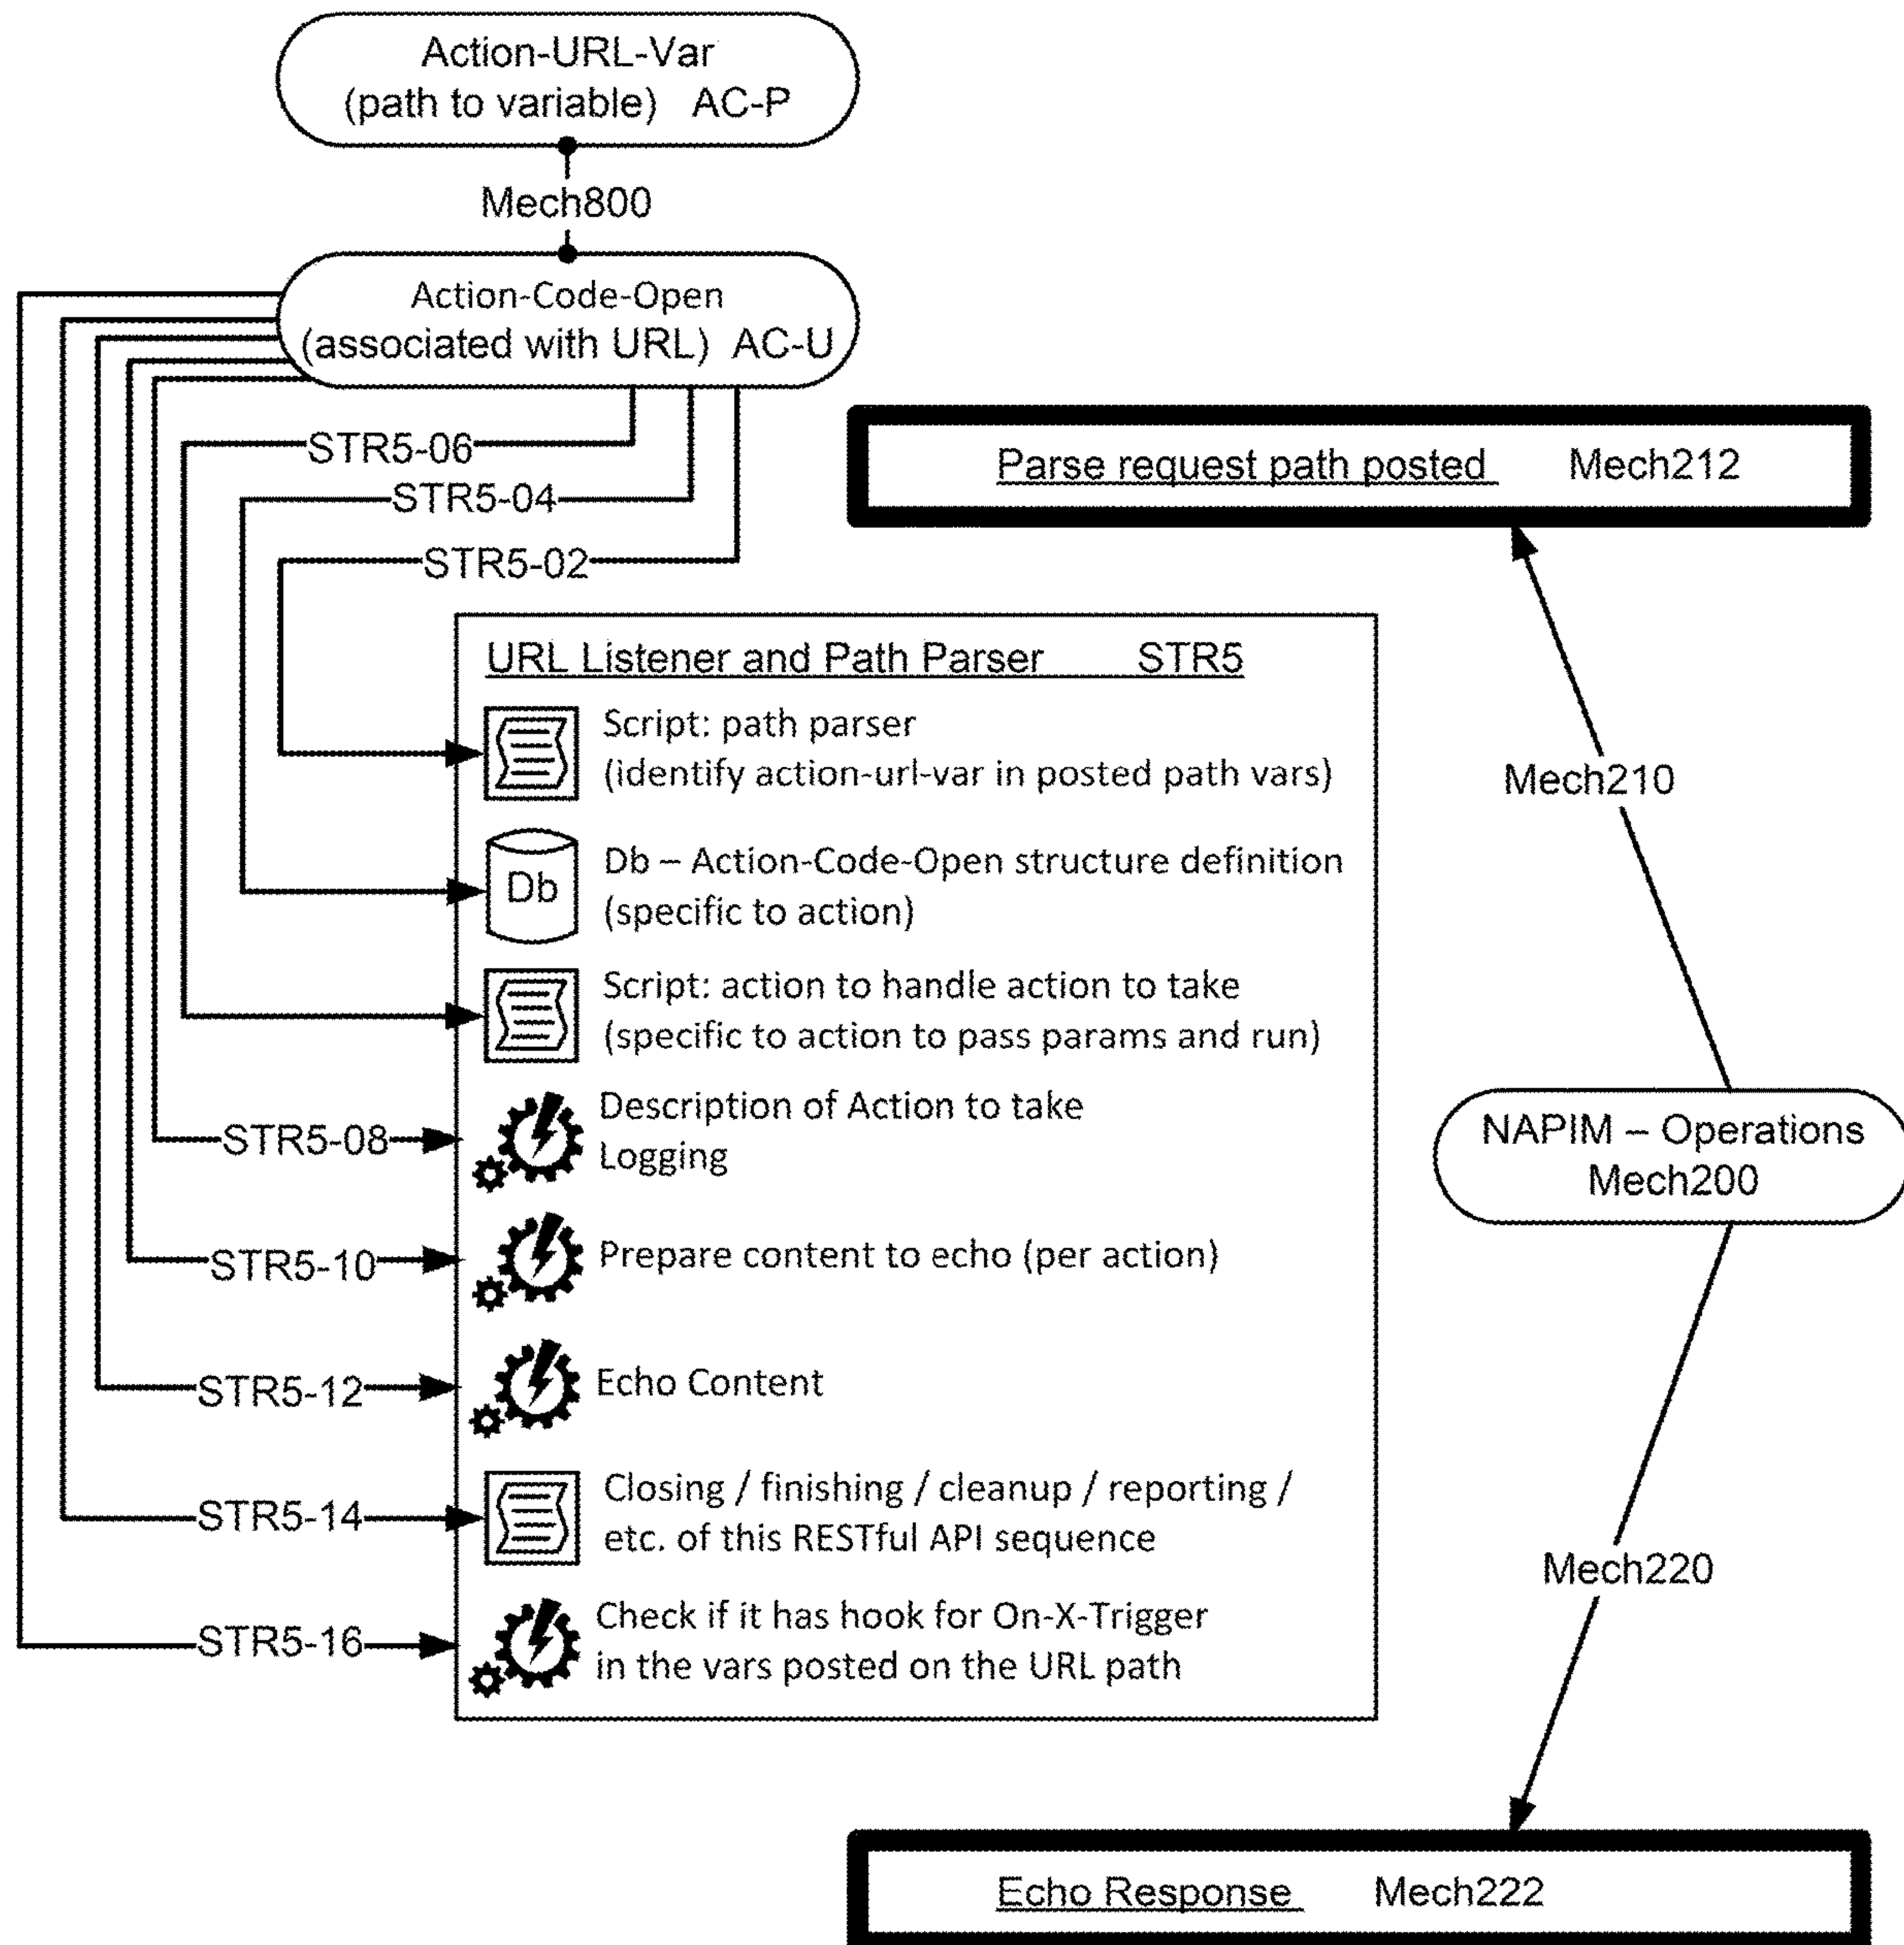 Action-URL-Var
(path to variable) AC-P
Mech800
Action-Code-Open
(associated with URL) AC-U
STR5-06
STR5-04
STR5-02
Parse request path posted Mech212
URL Listener and Path Parser STR5
Script: path parser
(identify action-url-var in posted path vars)
Mech210
Db
Db – Action-Code-Open structure definition
(specific to action)
Script: action to handle action to take
(specific to action to pass params and run)
STR5-08
Description of Action to take
Logging
NAPIM – Operations
Mech200
STR5-10
Prepare content to echo (per action)
STR5-12
Echo Content
STR5-14
Closing / finishing / cleanup / reporting /
etc. of this RESTful API sequence
Mech220
STR5-16
Check if it has hook for On-X-Trigger
in the vars posted on the URL path
Echo Response Mech222